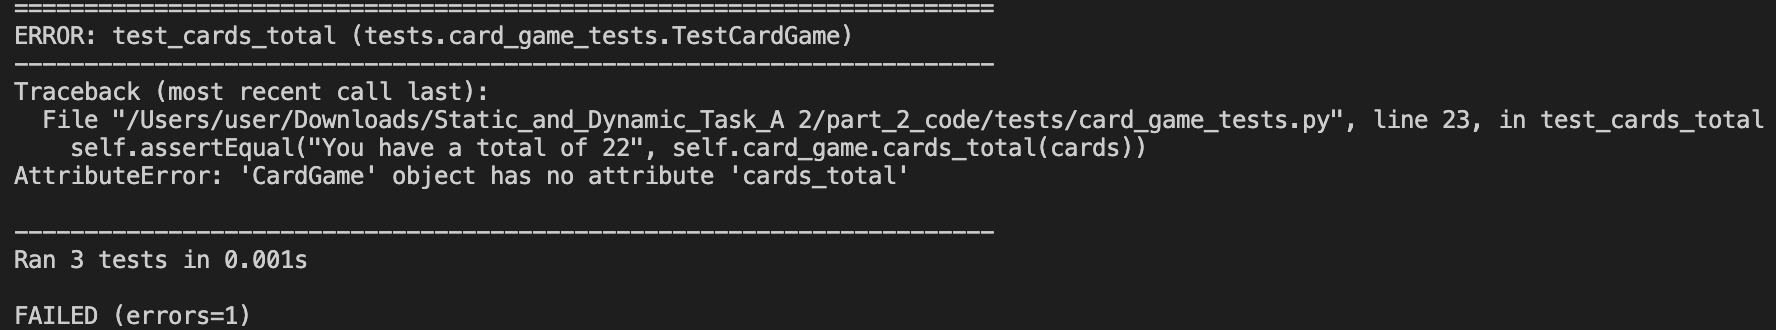 ======================================================================
ERROR: test_cards_total (tests.card_game_tests.TestCardGame)
----------------------------------------------------------------------
Traceback (most recent call last):
  File "/Users/user/Downloads/Static_and_Dynamic_Task_A 2/part_2_code/tests/card_game_tests.py", line 23, in test_cards_total
    self.assertEqual("You have a total of 22", self.card_game.cards_total(cards))
AttributeError: 'CardGame' object has no attribute 'cards_total'

----------------------------------------------------------------------
Ran 3 tests in 0.001s

FAILED (errors=1)